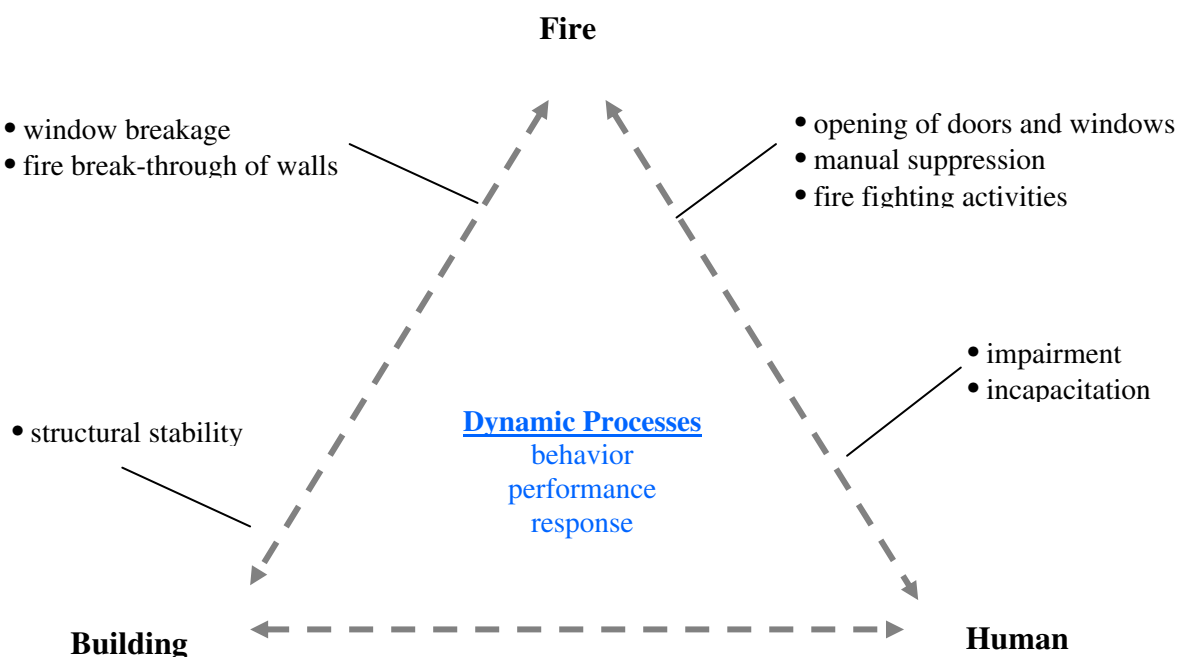 Fire
• window breakage
• fire break-through of walls
• opening of doors and windows
• manual suppression
• fire fighting activities
• impairment
• incapacitation
• structural stability
Dynamic Processes
behavior
performance
response
Building
Human